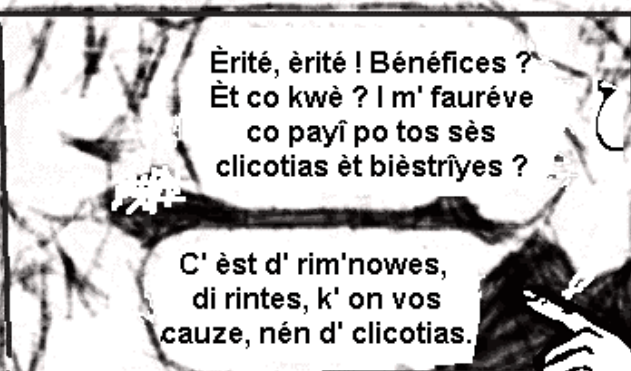 Èrité, èrité ! Bénéfices ?
Èt co kwè ? I m' fauréve
co payî po tos sès
clicotias èt bièstrîyes ?
C' èst d' rim'nowes,
di rintes, k' on vos
cauze, nén d' clicotias.